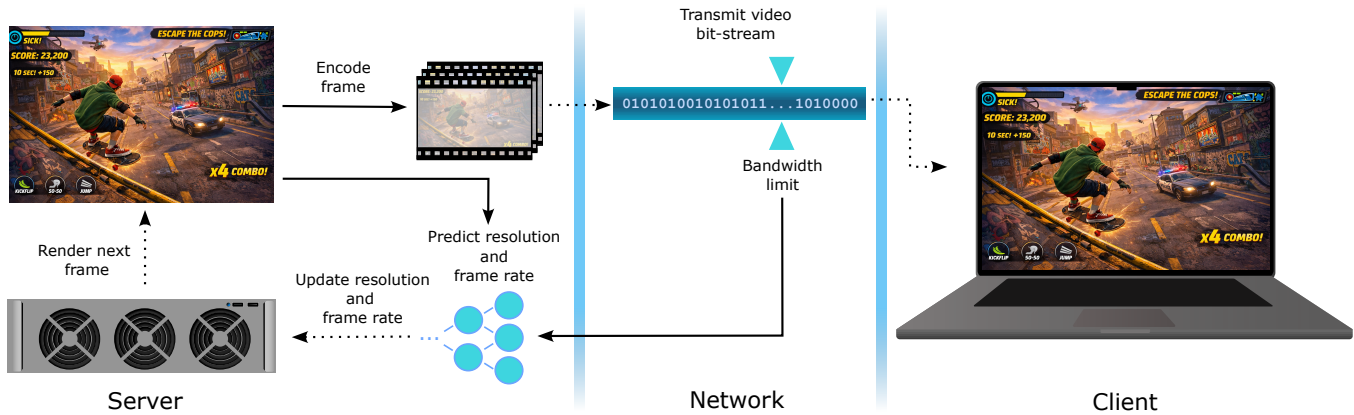 SICK!
ESCAPE THE COPS!
SCORE: 23,200
10 SEC! +150
x4 COMBO!
KICKFLIP
50-50
JUMP
Encode
frame
x4 COMBO!
Transmit video
bit-stream
0101010010101011...1010000
Bandwidth
limit
Predict resolution
and
frame rate
Render next
frame
Update resolution
and
frame rate
...
SICK!
ESCAPE THE COPS!
SCORE: 23,200
10 SEC! +150
x4 COMBO!
KICKFLIP
50-50
JUMP
Server
Network
Client